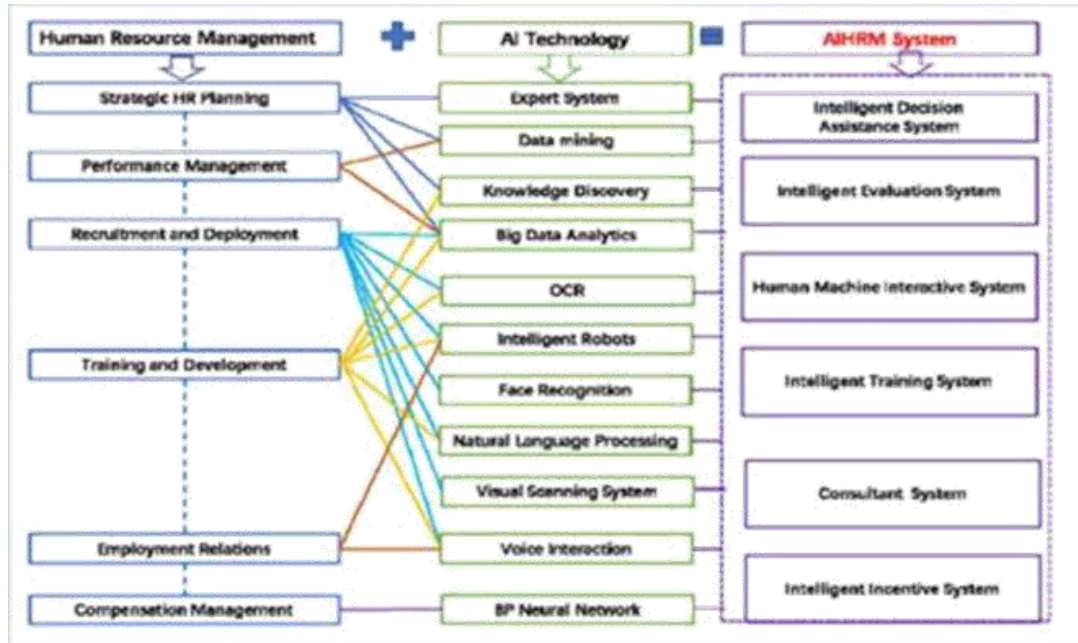 Human Resource Management
AI Technology
AIHRM System
Strategic HR Planning
Performance Management
Recruitment and Deployment
Training and Development
Employment Relations
Compensation Management
Expert System
Data mining
Knowledge Discovery
Big Data Analytics
OCR
Intelligent Robots
Face Recognition
Natural Language Processing
Visual Scanning System
Voice Interaction
BP Neural Network
Intelligent Decision
Assistance System
Intelligent Evaluation System
Human Machine Interactive System
Intelligent Training System
Consultant System
Intelligent Incentive System